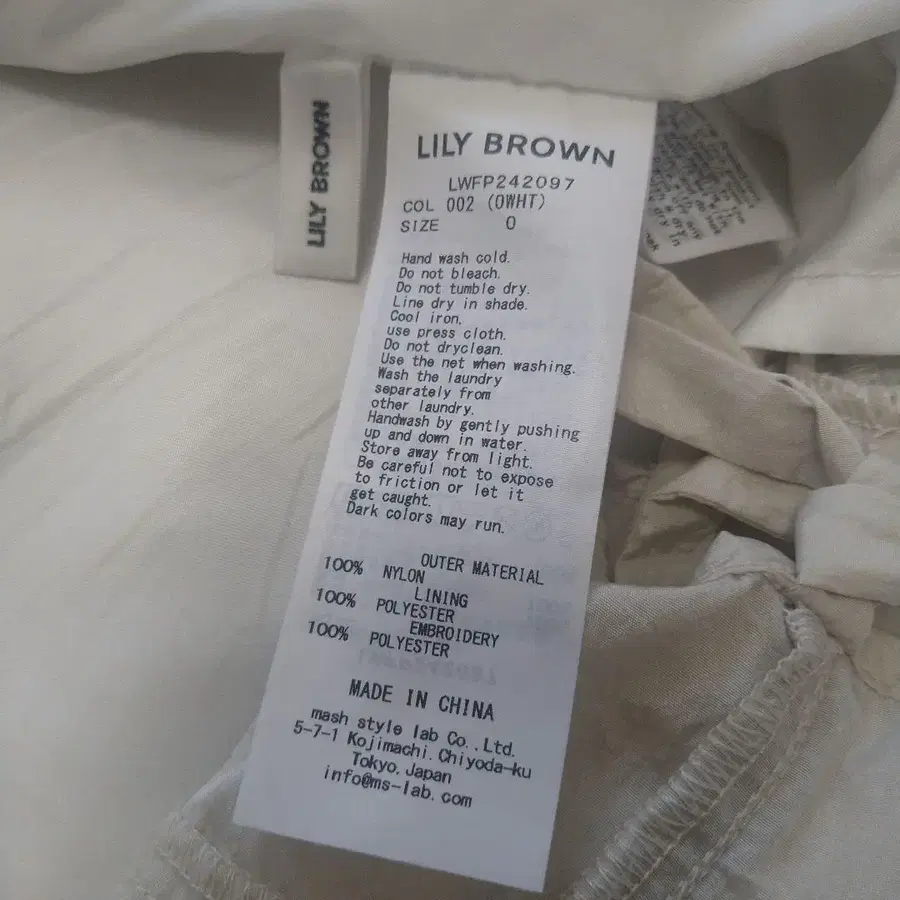 LILY BROWN
LILY BROWN
LWFP242097
COL 002 (OWHT)
SIZE 0
Hand wash cold.
Do not bleach.
Do not tumble dry.
Line dry in shade.
Cool iron,
use press cloth.
Do not dryclean.
Use the net when washing.
Wash the laundry
separately from
other laundry.
Handwash by gently pushing
up and down in water.
Store away from light.
Be careful not to expose
to friction or let it
get caught.
Dark colors may run.
OUTER MATERIAL
100% NYLON
LINING
100% POLYESTER
EMBROIDERY
100% POLYESTER
MADE IN CHINA
mash style lab Co.,Ltd.
5-7-1 Kojimachi.Chiyoda-ku
Tokyo,Japan
info@ms-lab.com